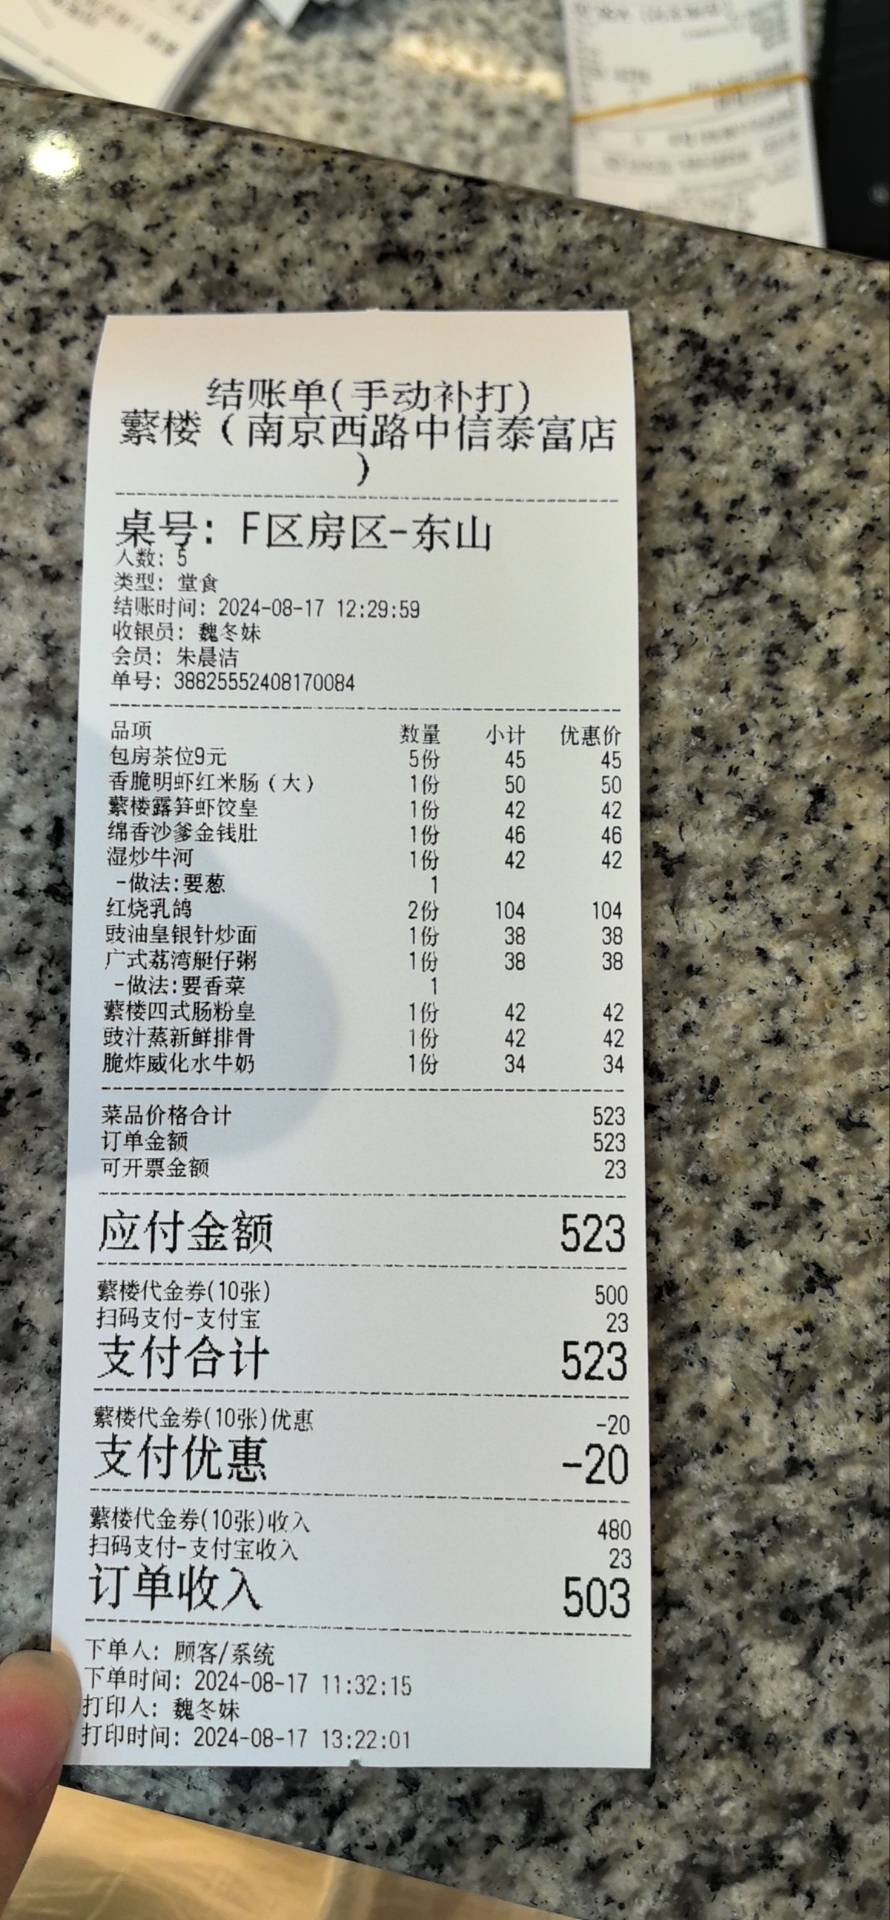 结账单(手动补打)
蘩楼（南京西路中信泰富店
）
桌号: F区房区-东山
人数: 5
类型: 堂食
结账时间: 2024-08-17 12:29:59
收银员: 魏冬妹
会员: 朱晨洁
单号: 38825552408170084
品项 数量 小计 优惠价
包房茶位9元 5份 45 45
香脆明虾红米肠（大） 1份 50 50
蘩楼露笋虾饺皇 1份 42 42
绵香沙爹金钱肚 1份 46 46
湿炒牛河 1份 42 42
-做法:要葱 1
红烧乳鸽 2份 104 104
豉油皇银针炒面 1份 38 38
广式荔湾艇仔粥 1份 38 38
-做法:要香菜 1
蘩楼四式肠粉皇 1份 42 42
豉汁蒸新鲜排骨 1份 42 42
脆炸威化水牛奶 1份 34 34
菜品价格合计 523
订单金额 523
可开票金额 23
应付金额 523
蘩楼代金券(10张) 500
扫码支付-支付宝 23
支付合计 523
蘩楼代金券(10张)优惠 -20
支付优惠 -20
蘩楼代金券(10张)收入 480
扫码支付-支付宝收入 23
订单收入 503
下单人: 顾客/系统
下单时间: 2024-08-17 11:32:15
打印人: 魏冬妹
打印时间: 2024-08-17 13:22:01